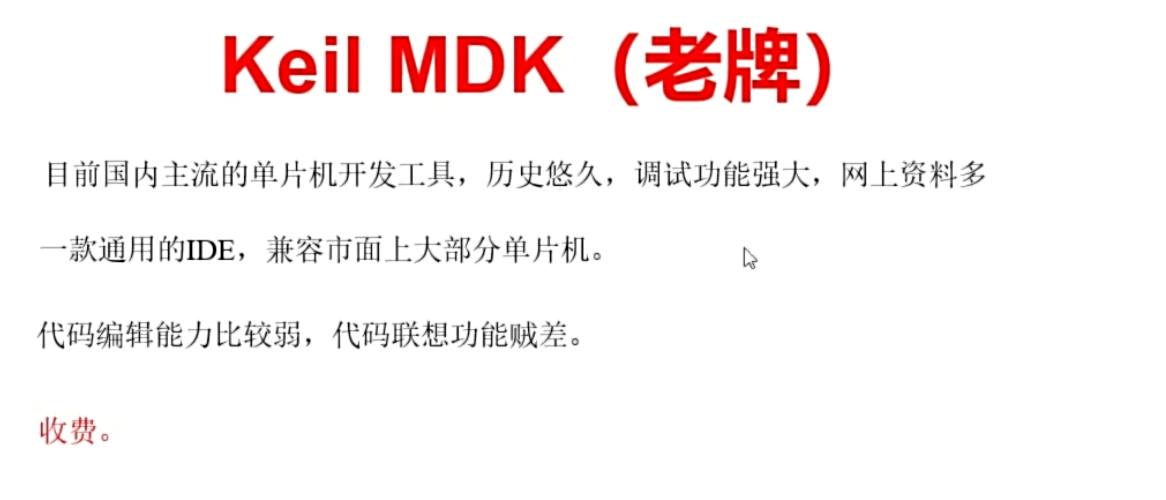 Keil MDK（老牌）
目前国内主流的单片机开发工具，历史悠久，调试功能强大，网上资料多
一款通用的IDE，兼容市面上大部分单片机。
代码编辑能力比较弱，代码联想功能贼差。
收费。